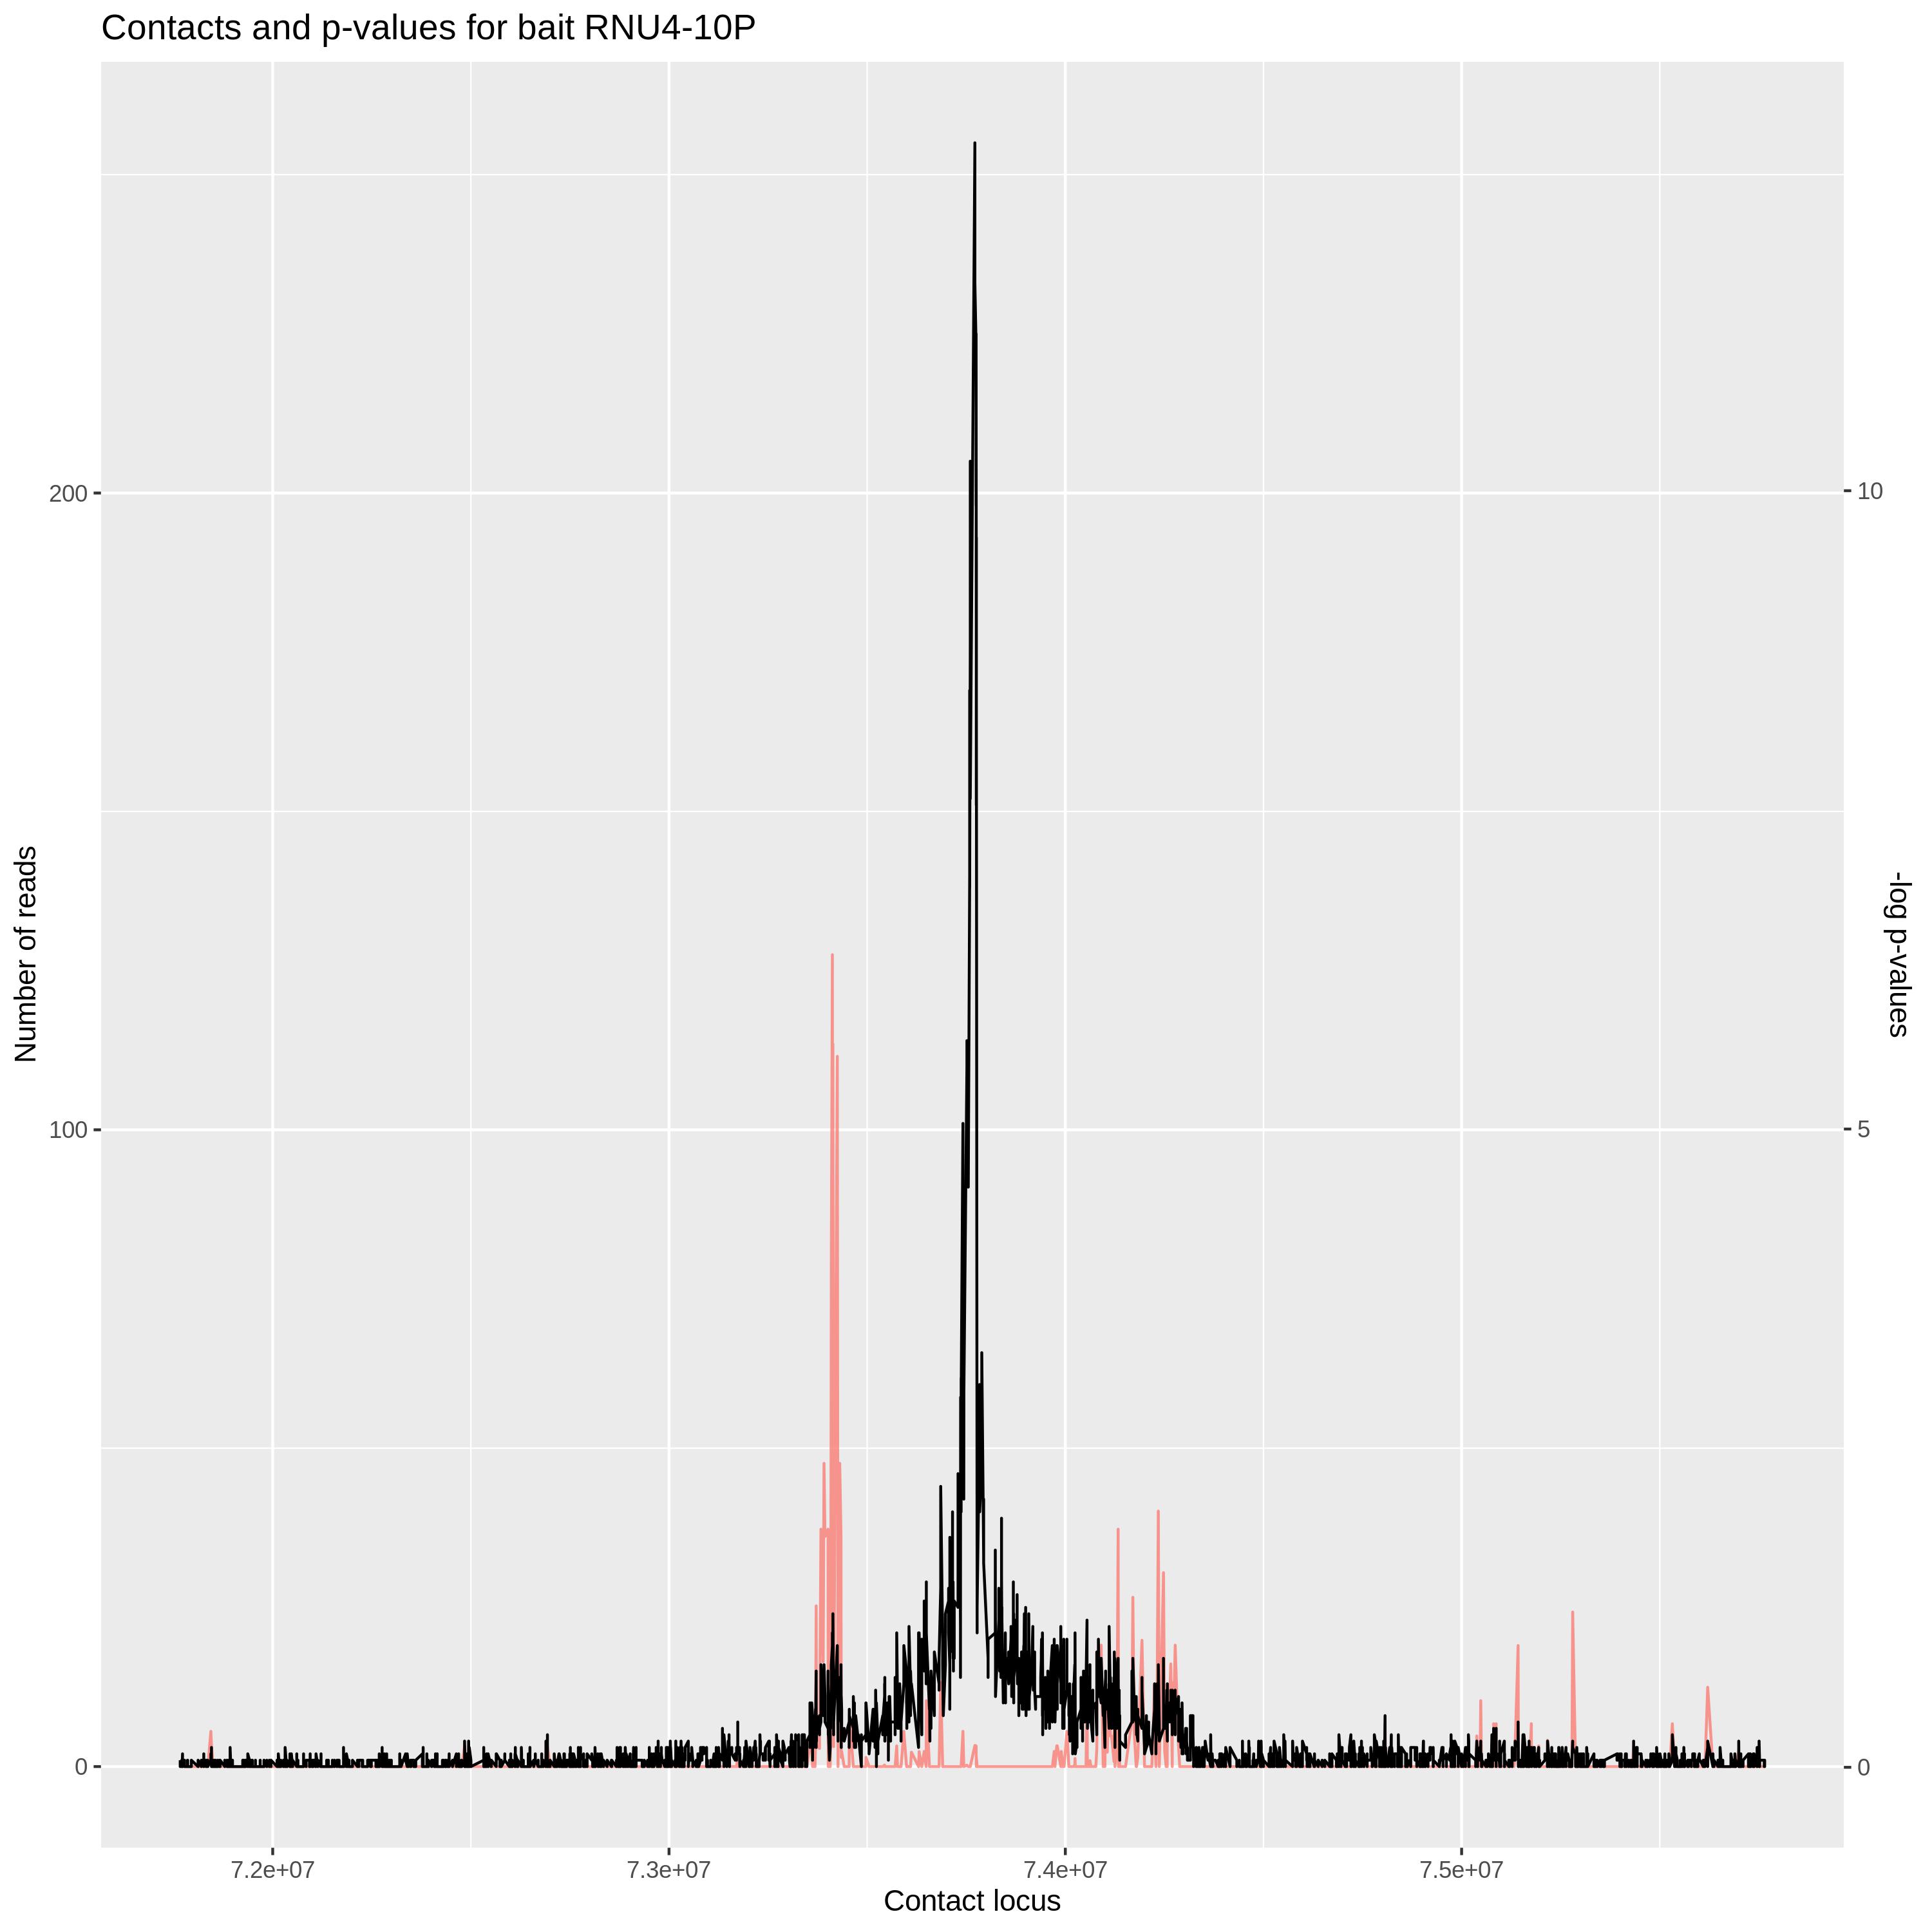 Contacts and p-values for bait RNU4-10P
Number of reads
200
100
0
10
5
0
-log p-values
7.2e+07
7.3e+07
7.4e+07
7.5e+07
Contact locus